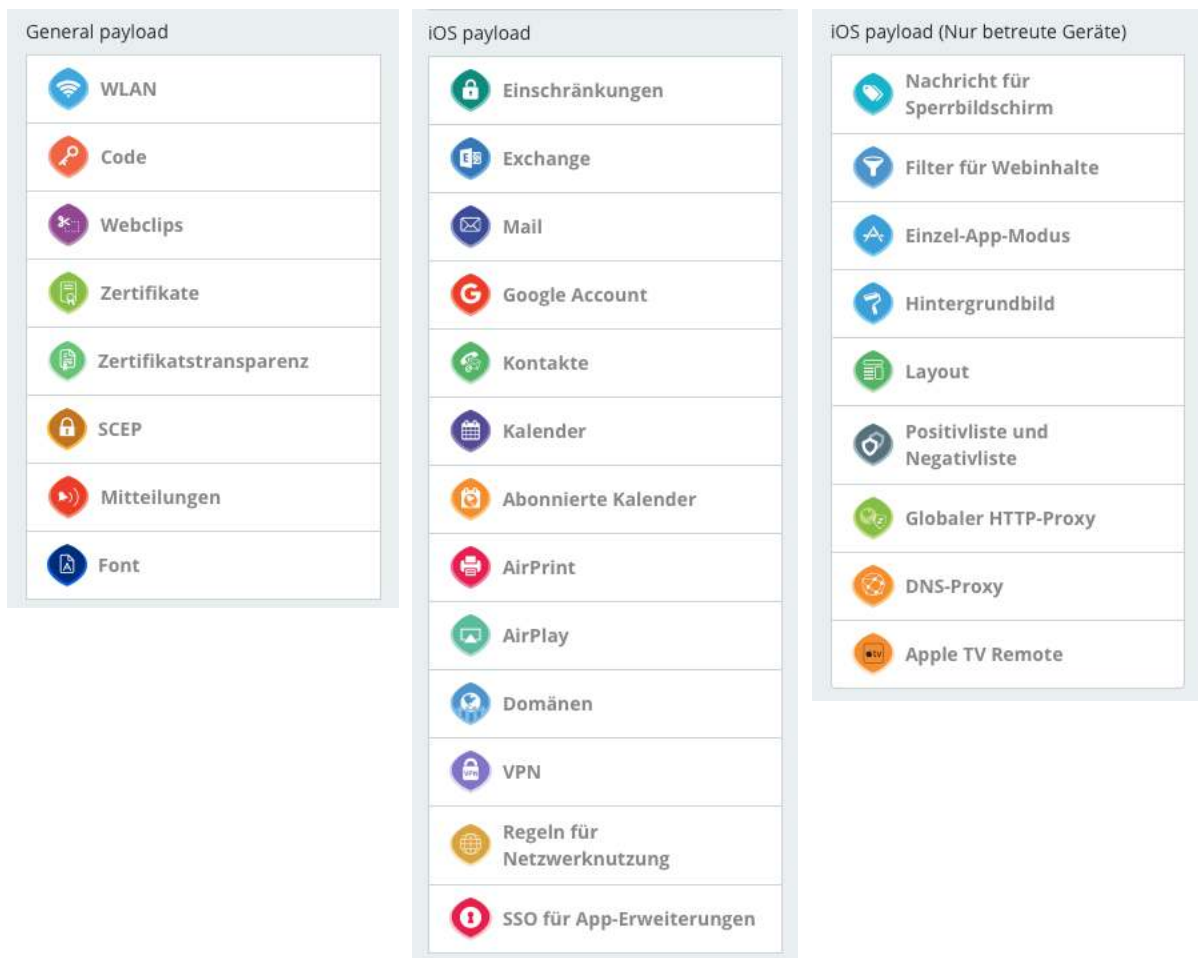 General payload
WLAN
Code
Webclips
Zertifikate
Zertifikatstransparenz
SCEP
Mitteilungen
Font
iOS payload
Einschränkungen
Exchange
Mail
Google Account
Kontakte
Kalender
Abonnierte Kalender
AirPrint
AirPlay
Domänen
VPN
Regeln für
Netzwerknutzung
SSO für App-Erweiterungen
iOS payload (Nur betreute Geräte)
Nachricht für
Sperrbildschirm
Filter für Webinhalte
Einzel-App-Modus
Hintergrundbild
Layout
Positivliste und
Negativliste
Globaler HTTP-Proxy
DNS-Proxy
tv
Apple TV Remote